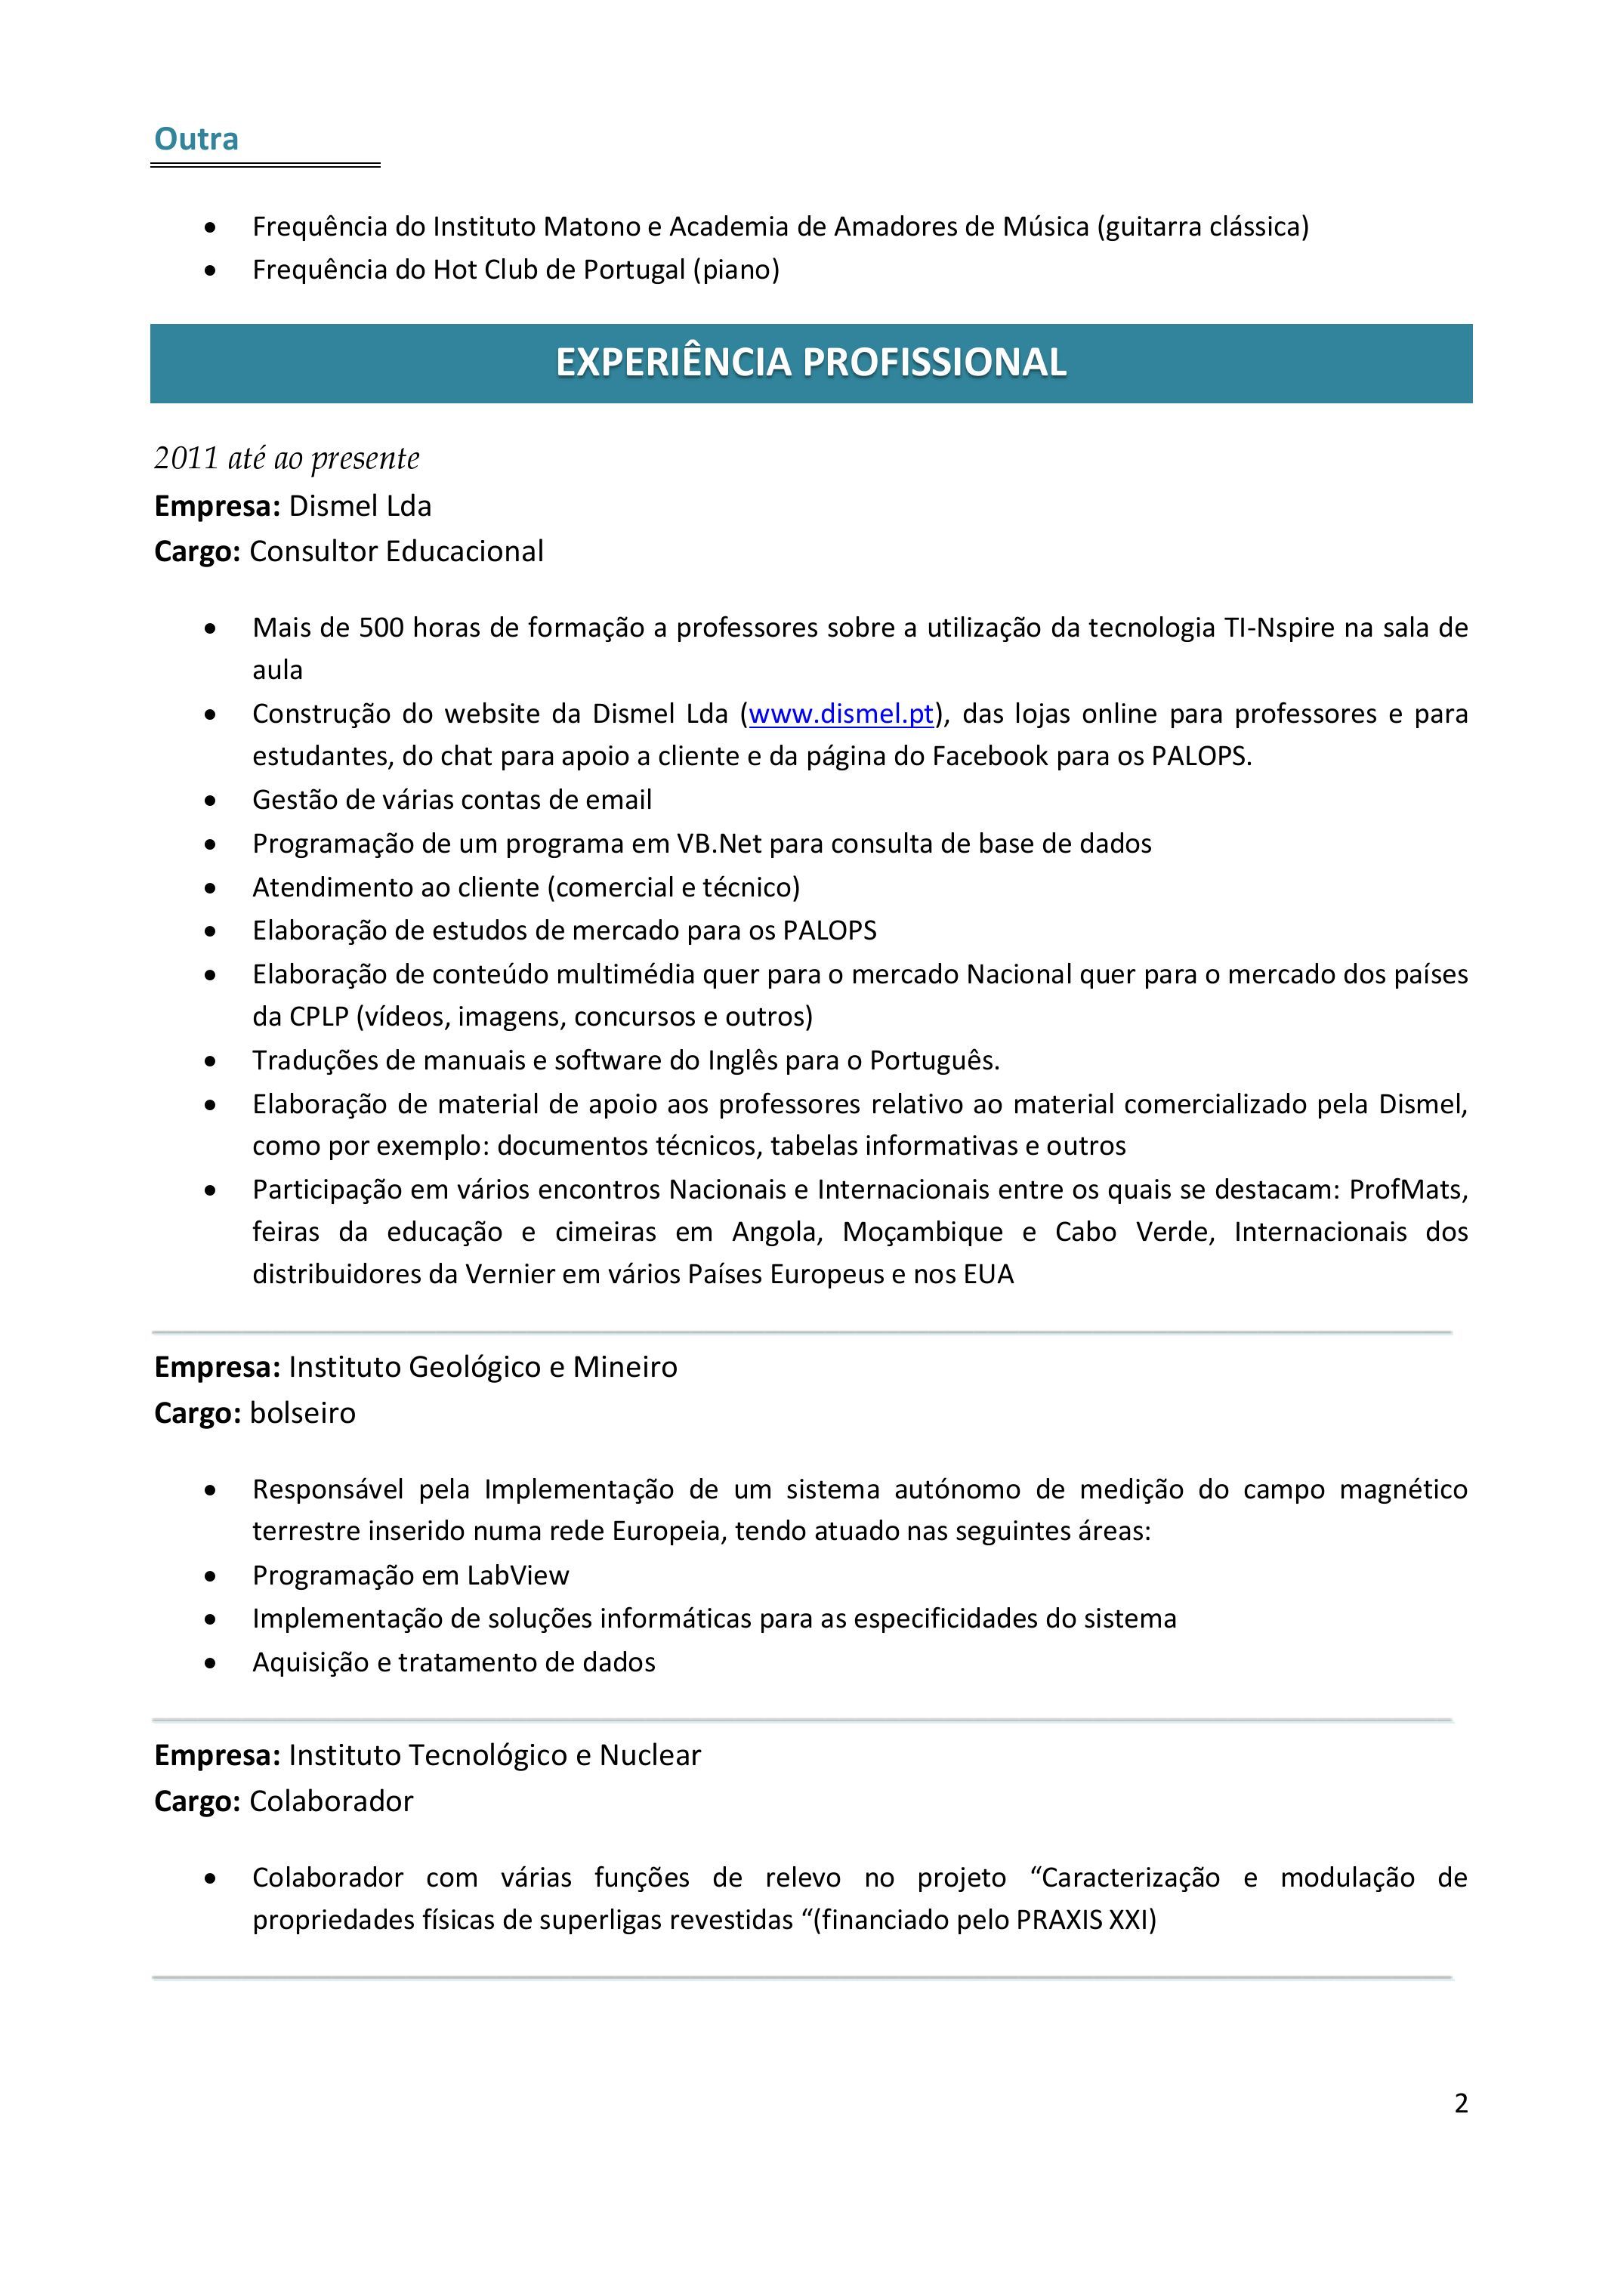 Outra
• Frequência do Instituto Matono e Academia de Amadores de Música (guitarra clássica)
• Frequência do Hot Club de Portugal (piano)
EXPERIÊNCIA PROFISSIONAL
2011 até ao presente
Empresa: Dismel Lda
Cargo: Consultor Educacional
• Mais de 500 horas de formação a professores sobre a utilização da tecnologia TI-Nspire na sala de
aula
• Construção do website da Dismel Lda (www.dismel.pt), das lojas online para professores e para
estudantes, do chat para apoio a cliente e da página do Facebook para os PALOPS.
• Gestão de várias contas de email
• Programação de um programa em VB.Net para consulta de base de dados
• Atendimento ao cliente (comercial e técnico)
• Elaboração de estudos de mercado para os PALOPS
• Elaboração de conteúdo multimédia quer para o mercado Nacional quer para o mercado dos países
da CPLP (vídeos, imagens, concursos e outros)
• Traduções de manuais e software do Inglês para o Português.
• Elaboração de material de apoio aos professores relativo ao material comercializado pela Dismel,
como por exemplo: documentos técnicos, tabelas informativas e outros
• Participação em vários encontros Nacionais e Internacionais entre os quais se destacam: ProfMats,
feiras da educação e cimeiras em Angola, Moçambique e Cabo Verde, Internacionais dos
distribuidores da Vernier em vários Países Europeus e nos EUA
Empresa: Instituto Geológico e Mineiro
Cargo: bolseiro
• Responsável pela Implementação de um sistema autónomo de medição do campo magnético
terrestre inserido numa rede Europeia, tendo atuado nas seguintes áreas:
• Programação em LabView
• Implementação de soluções informáticas para as especificidades do sistema
• Aquisição e tratamento de dados
Empresa: Instituto Tecnológico e Nuclear
Cargo: Colaborador
• Colaborador com várias funções de relevo no projeto “Caracterização e modulação de
propriedades físicas de superligas revestidas “(financiado pelo PRAXIS XXI)
2